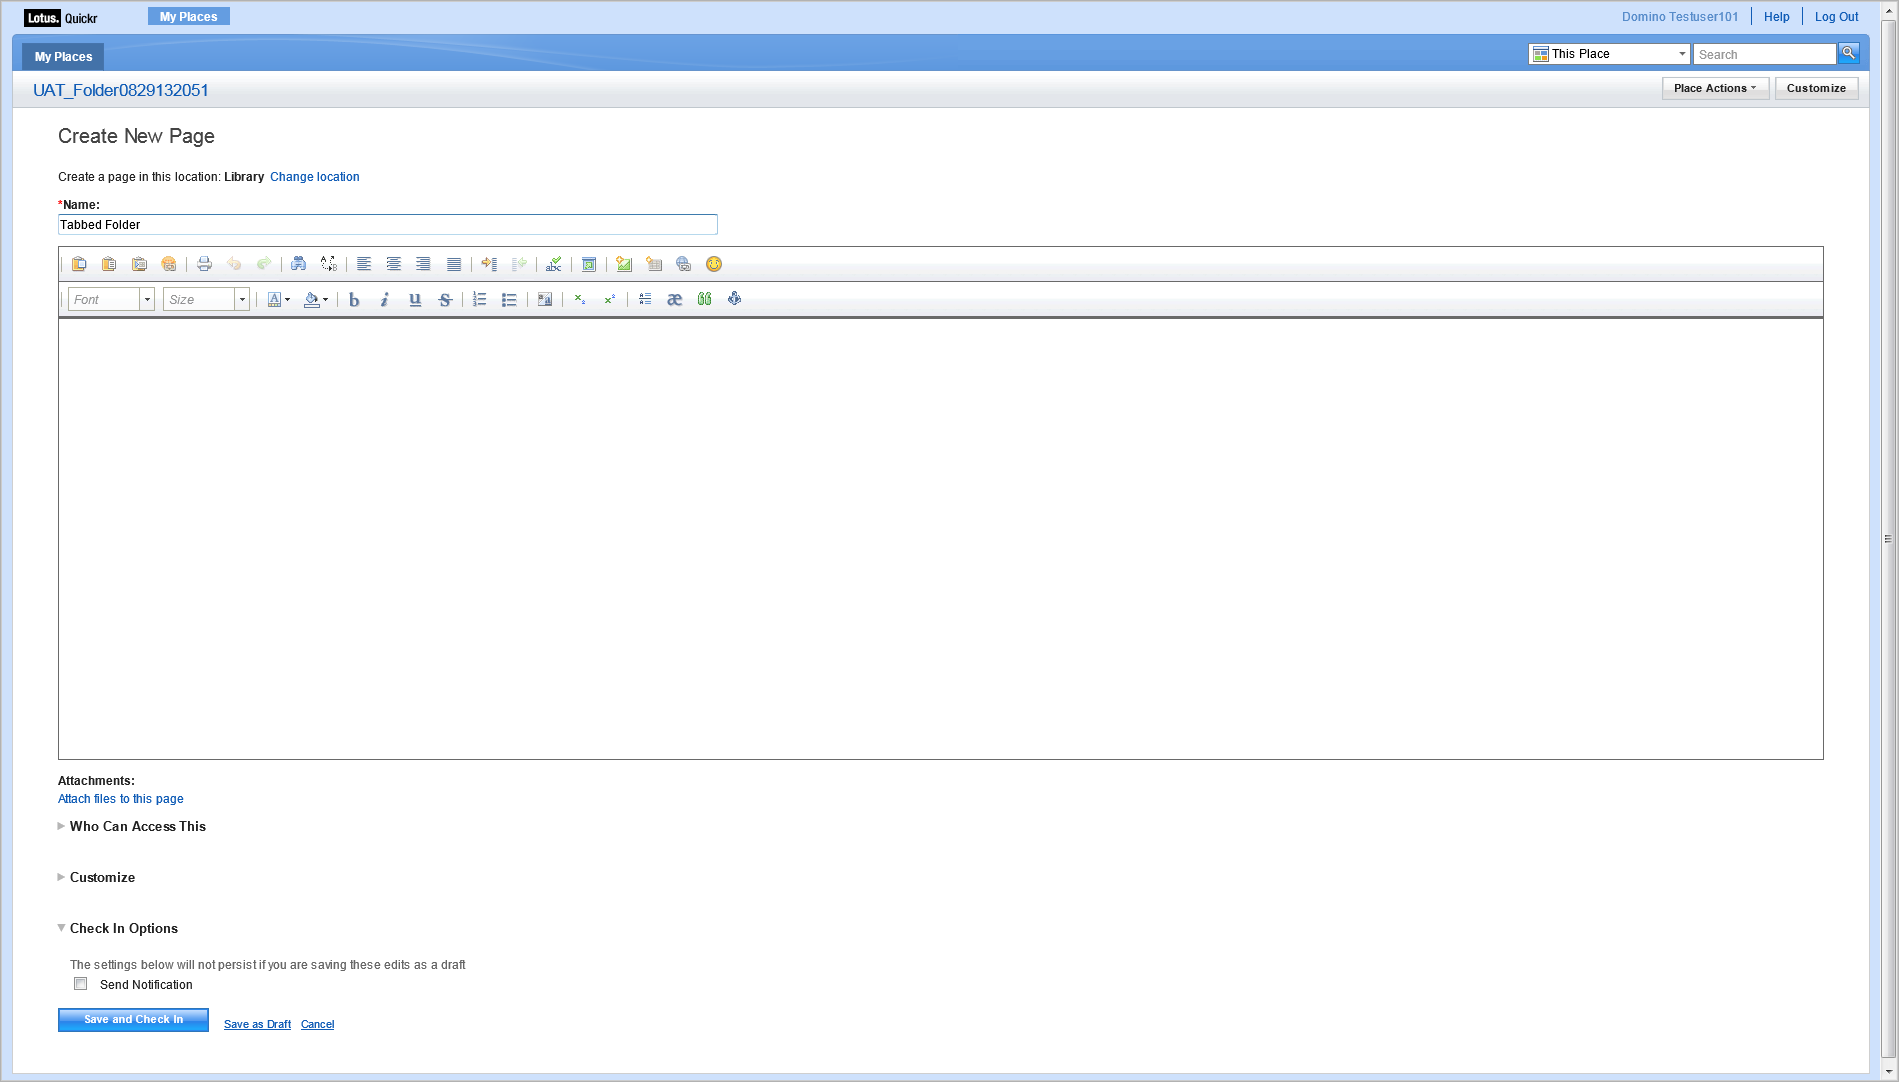 Lotus. Quickr My Places Domino Testuser101 Help Log Out
My Places This Place Search
UAT_Folder0829132051 Place Actions Customize
Create New Page
Create a page in this location: Library Change location
*Name:
Tabbed Folder
Font Size
Attachments:
Attach files to this page
Who Can Access This
Customize
Check In Options
The settings below will not persist if you are saving these edits as a draft
Send Notification
Save and Check In Save as Draft Cancel